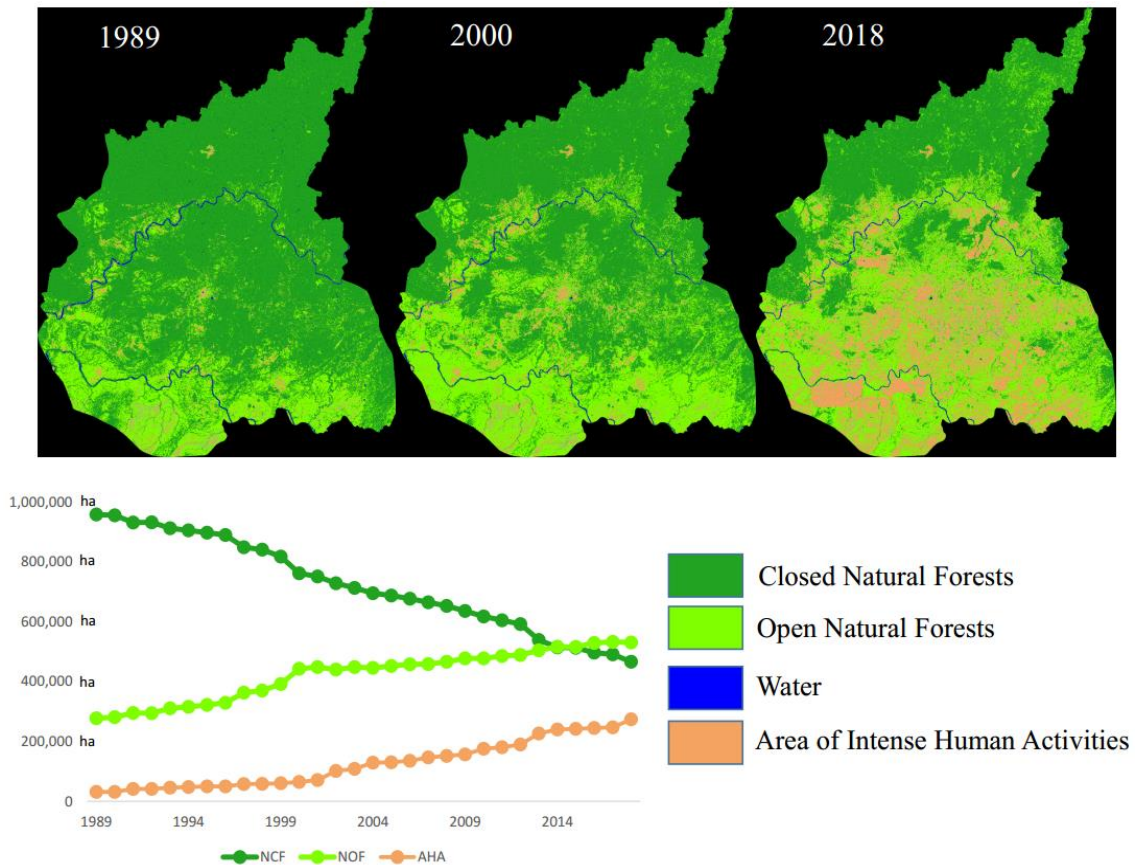 1989
2000
2018
1,000,000 ha
800,000 ha
600,000 ha
400,000 ha
200,000 ha
0
1989 1994 1999 2004 2009 2014
NCF NOF AHA
Closed Natural Forests
Open Natural Forests
Water
Area of Intense Human Activities